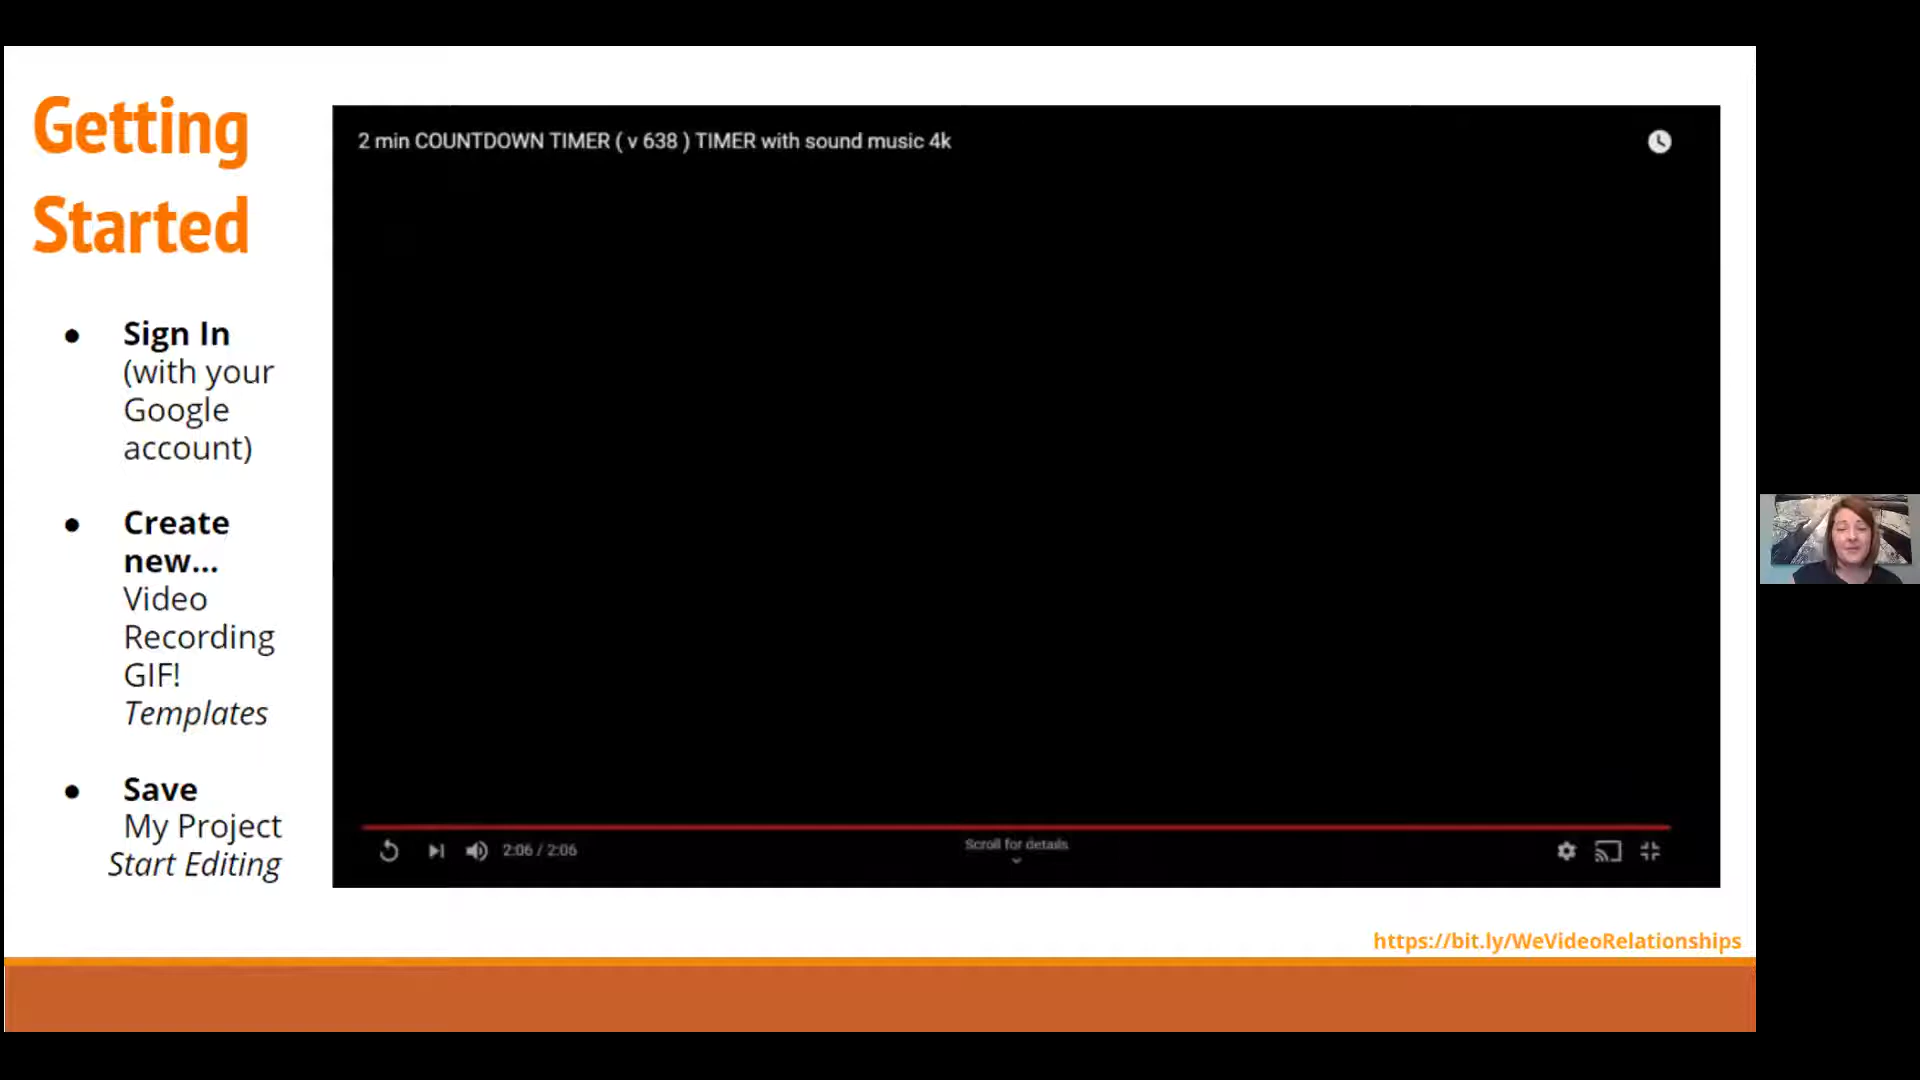 Getting
Started
● Sign In
(with your
Google
account)
● Create
new...
Video
Recording
GIF!
Templates
● Save
My Project
Start Editing
2 min COUNTDOWN TIMER ( v 638 ) TIMER with sound music 4k
2:06 / 2:06
Scroll for details
https://bit.ly/WeVideoRelationships